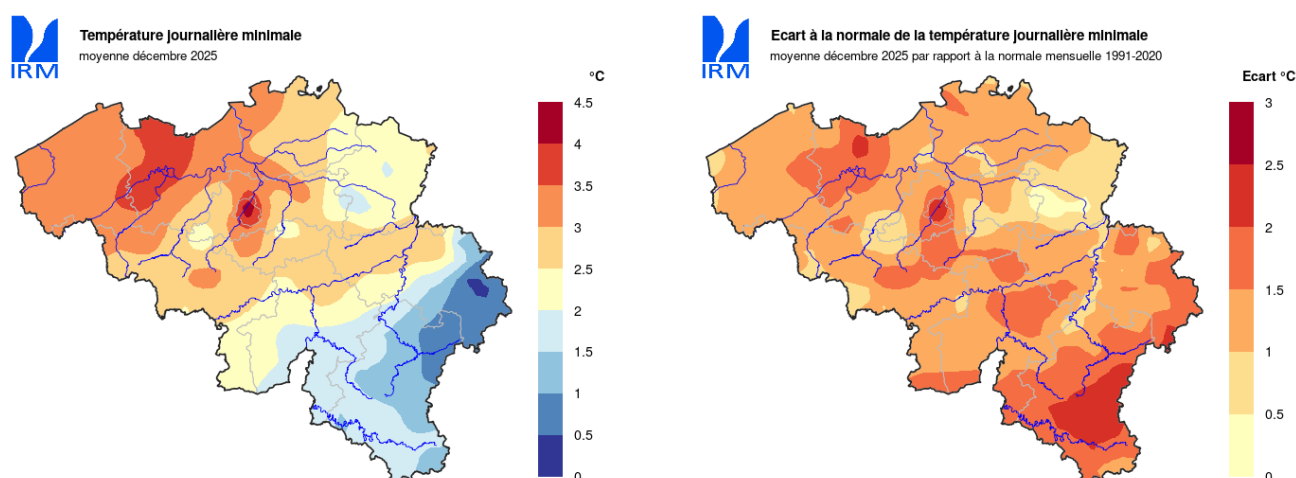 Température journalière minimale
moyenne décembre 2025
IRM
°C
4.5
4
3.5
3
2.5
2
1.5
1
0.5
0
Ecart à la normale de la température journalière minimale
moyenne décembre 2025 par rapport à la normale mensuelle 1991-2020
IRM
Ecart °C
3
2.5
2
1.5
1
0.5
0